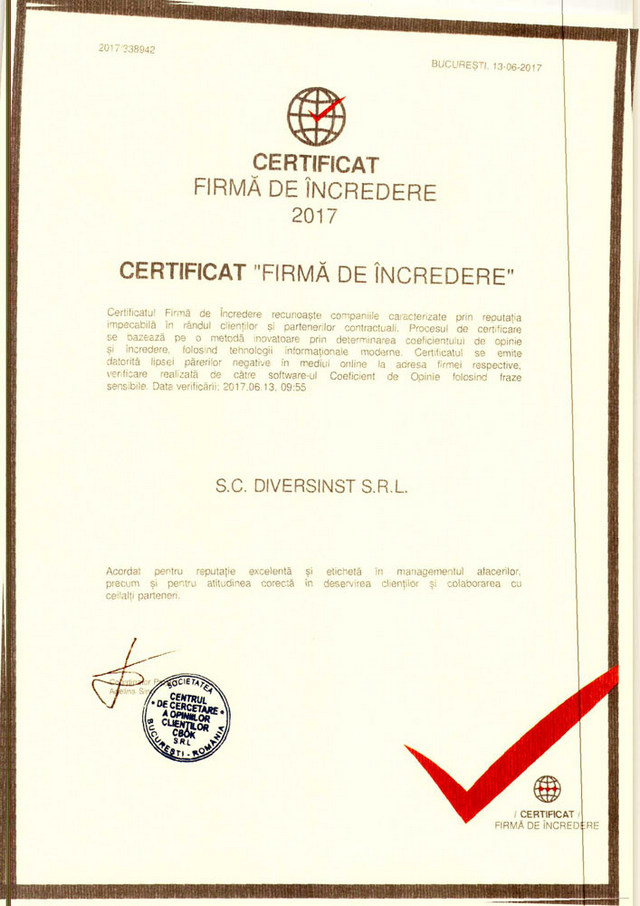 2017/338942
BUCUREȘTI, 13-06-2017
CERTIFICAT
FIRMĂ DE ÎNCREDERE
2017
CERTIFICAT "FIRMĂ DE ÎNCREDERE"
Certificatul Firmă de Încredere recunoaște companiile caracterizate prin reputația
impecabilă în rândul clienților și partenerilor contractuali. Procesul de certificare
se bazează pe o metodă inovatoare prin determinarea coeficientului de opinie
și încredere, folosind tehnologii informaționale moderne. Certificatul se emite
datorită lipsei părerilor negative în mediul online la adresa firmei respective,
verificare realizată de către software-ul Coeficient de Opinie folosind fraze
sensibile. Data verificării: 2017.06.13, 09:55
S.C. DIVERSINST S.R.L.
Acordat pentru reputație excelentă și etichetă în managementul afacerilor,
precum și pentru atitudinea corectă în deservirea clienților și colaborarea cu
ceilalți parteneri.
SOCIETATEA
CENTRUL
DE CERCETARE
A OPINIILOR
CLIENȚILOR
CBOK
SRL
BUCUREȘTI - ROMÂNIA
/ CERTIFICAT /
FIRMĂ DE ÎNCREDERE